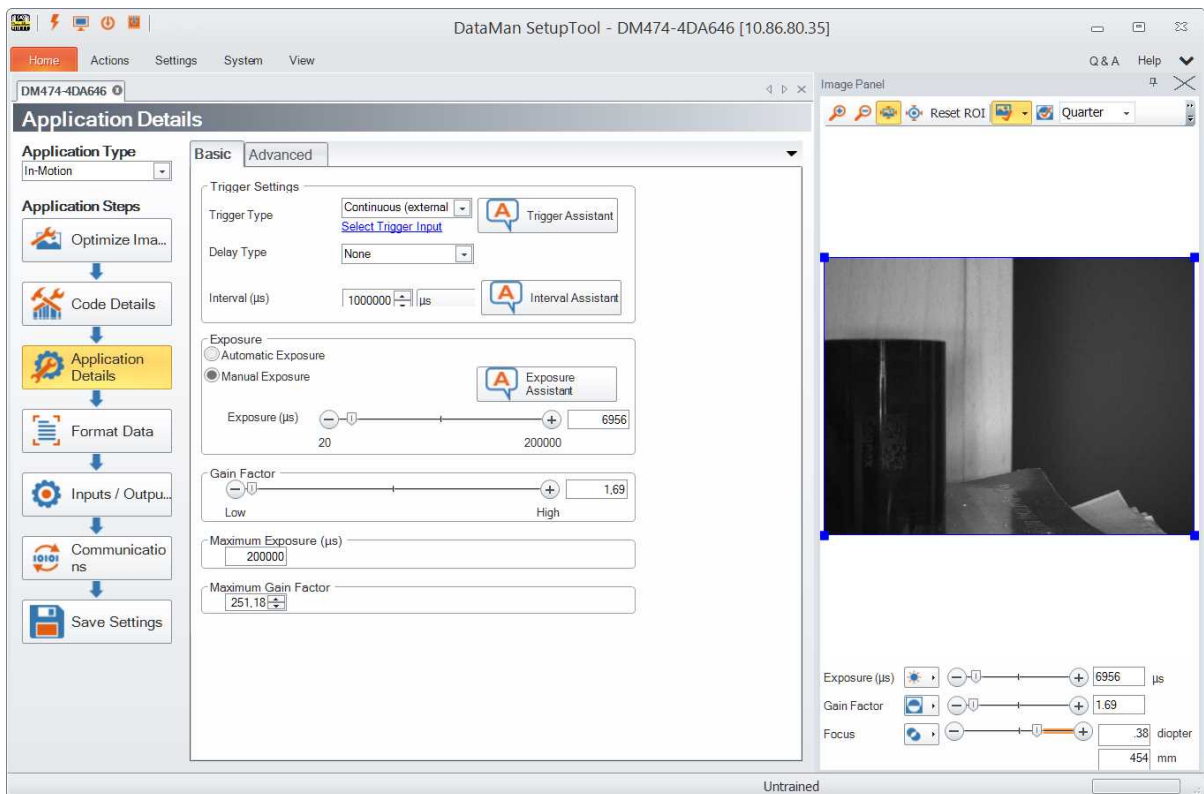 DataMan SetupTool - DM474-4DA646 [10.86.80.35]
Home Actions Settings System View Q & A Help
DM474-4DA646
Application Details
Application Type
In-Motion
Application Steps
Optimize Ima...
Code Details
Application
Details
Format Data
Inputs / Outpu...
Communicatio
ns
Save Settings
Basic Advanced
Trigger Settings
Trigger Type Continuous (external
Select Trigger Input
Trigger Assistant
Delay Type None
Interval (µs) 1000000 µs Interval Assistant
Exposure
Automatic Exposure
Manual Exposure
Exposure
Assistant
Exposure (µs) 6956
20 200000
Gain Factor
1,69
Low High
Maximum Exposure (µs)
200000
Maximum Gain Factor
251,18
Image Panel
Reset ROI Quarter
Exposure (µs) 6956 µs
Gain Factor 1.69
Focus .38 diopter
454 mm
Untrained